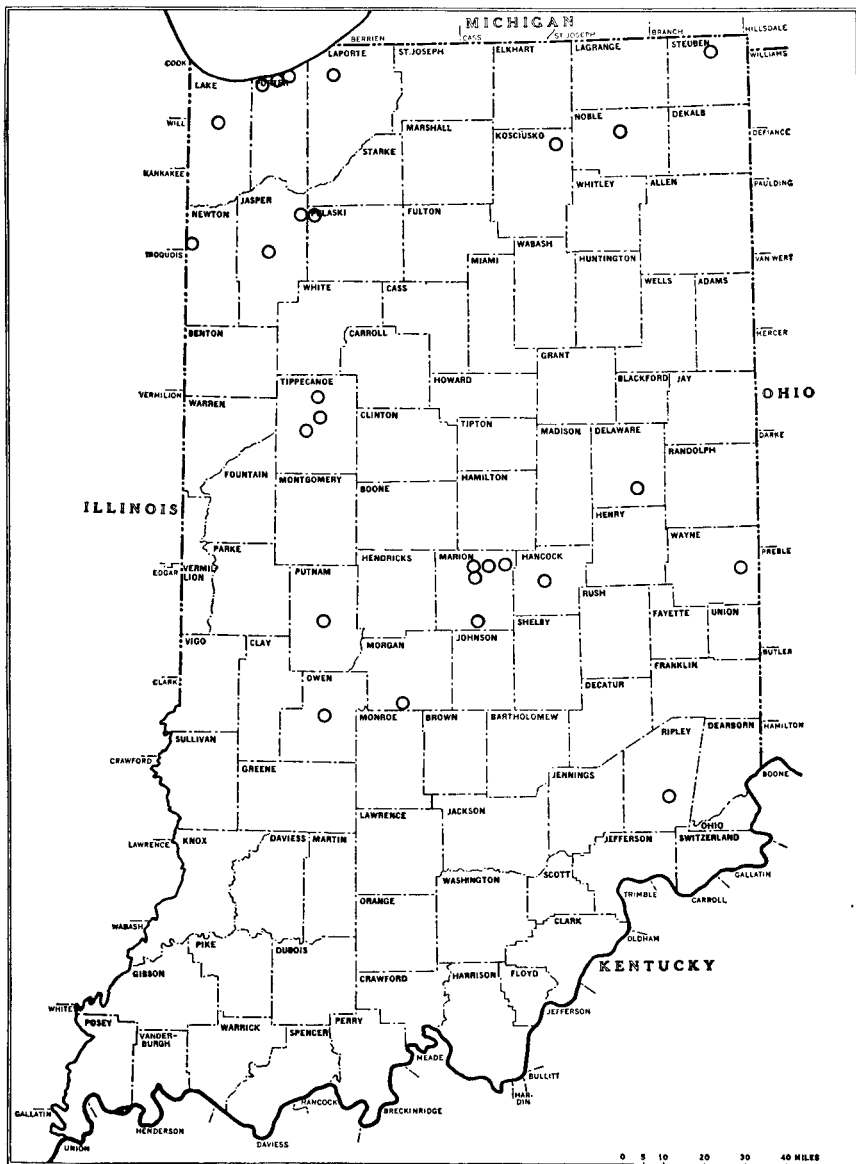 MICHIGAN
BERRIEN
CASS
ST. JOSEPH
BRANCH
HILLSDALE
COOK
LAKE
PORTER
LAPORTE
ST. JOSEPH
ELKHART
LAGRANGE
STEUBEN
WILLIAMS
WILL
MARSHALL
KOSCIUSKO
NOBLE
DEKALB
DEFIANCE
STARKE
KANKAKEE
WHITLEY
ALLEN
PAULDING
NEWTON
JASPER
PULASKI
FULTON
IROQUOIS
MIAMI
WABASH
HUNTINGTON
VAN WERT
WHITE
CASS
WELLS
ADAMS
BENTON
CARROLL
MERCER
GRANT
TIPPECANOE
HOWARD
BLACKFORD
JAY
OHIO
VERMILION
WARREN
CLINTON
TIPTON
MADISON
DELAWARE
DARKE
RANDOLPH
FOUNTAIN
MONTGOMERY
BOONE
HAMILTON
ILLINOIS
HENRY
WAYNE
PARKE
HENDRICKS
MARION
HANCOCK
PREBLE
EDGAR
VERMIL
LION
PUTNAM
RUSH
FAYETTE
UNION
SHELBY
VIGO
CLAY
MORGAN
JOHNSON
BUTLER
FRANKLIN
CLARK
OWEN
DECATUR
MONROE
BROWN
BARTHOLOMEW
DEARBORN
HAMILTON
SULLIVAN
RIPLEY
CRAWFORD
GREENE
JENNINGS
BOONE
LAWRENCE
JACKSON
OHIO
LAWRENCE
KNOX
DAVIESS
MARTIN
JEFFERSON
SWITZERLAND
WASHINGTON
SCOTT
GALLATIN
TRIMBLE
CARROLL
ORANGE
WABASH
CLARK
OLDHAM
PIKE
DUBOIS
GIBSON
CRAWFORD
HARRISON
FLOYD
KENTUCKY
WHITE
JEFFERSON
POSEY
VANDER-
BURGH
WARRICK
SPENCER
PERRY
MEADE
BULLITT
HAR-
DIN
GALLATIN
HANCOCK
BRECKINRIDGE
UNION
HENDERSON
DAVIESS
0 5 10 20 30 40 MILES